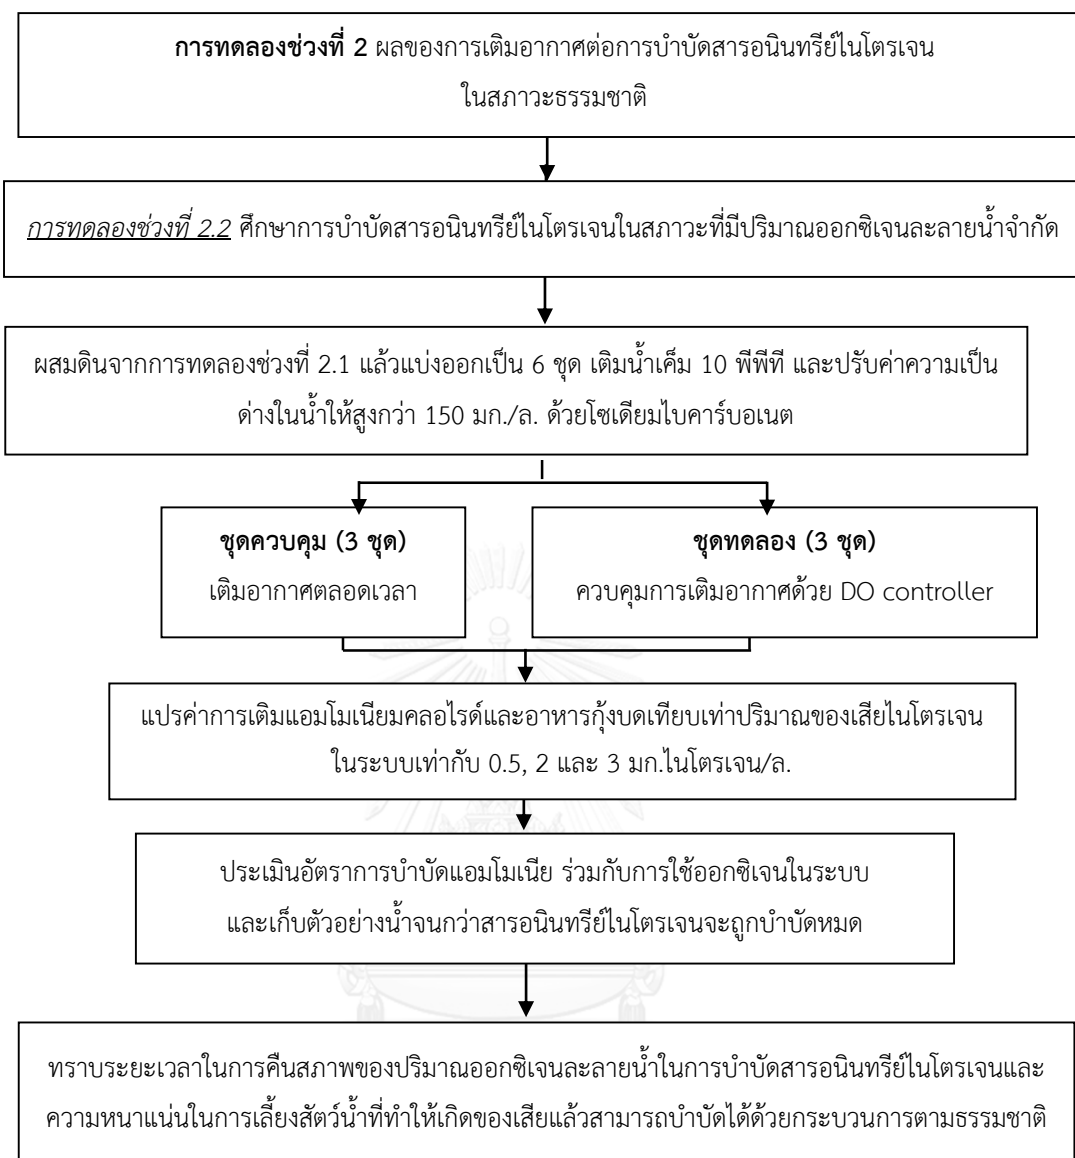 การทดลองช่วงที่ 2 ผลของการเติมอากาศต่อการบำบัดสารอนินทรีย์ไนโตรเจน
ในสภาวะธรรมชาติ
การทดลองช่วงที่ 2.2 ศึกษาการบำบัดสารอนินทรีย์ไนโตรเจนในสภาวะที่มีปริมาณออกซิเจนละลายน้ำจำกัด
ผสมดินจากการทดลองช่วงที่ 2.1 แล้วแบ่งออกเป็น 6 ชุด เติมน้ำเค็ม 10 พีพีที และปรับค่าความเป็น
ด่างในน้ำให้สูงกว่า 150 มก./ล. ด้วยโซเดียมไบคาร์บอเนต
ชุดควบคุม (3 ชุด)
เติมอากาศตลอดเวลา
ชุดทดลอง (3 ชุด)
ควบคุมการเติมอากาศด้วย DO controller
แปรค่าการเติมแอมโมเนียมคลอไรด์และอาหารกุ้งบดเทียบเท่าปริมาณของเสียไนโตรเจน
ในระบบเท่ากับ 0.5, 2 และ 3 มก.ไนโตรเจน/ล.
ประเมินอัตราการบำบัดแอมโมเนีย ร่วมกับการใช้ออกซิเจนในระบบ
และเก็บตัวอย่างน้ำจนกว่าสารอนินทรีย์ไนโตรเจนจะถูกบำบัดหมด
ทราบระยะเวลาในการคืนสภาพของปริมาณออกซิเจนละลายน้ำในการบำบัดสารอนินทรีย์ไนโตรเจนและ
ความหนาแน่นในการเลี้ยงสัตว์น้ำที่ทำให้เกิดของเสียแล้วสามารถบำบัดได้ด้วยกระบวนการตามธรรมชาติ